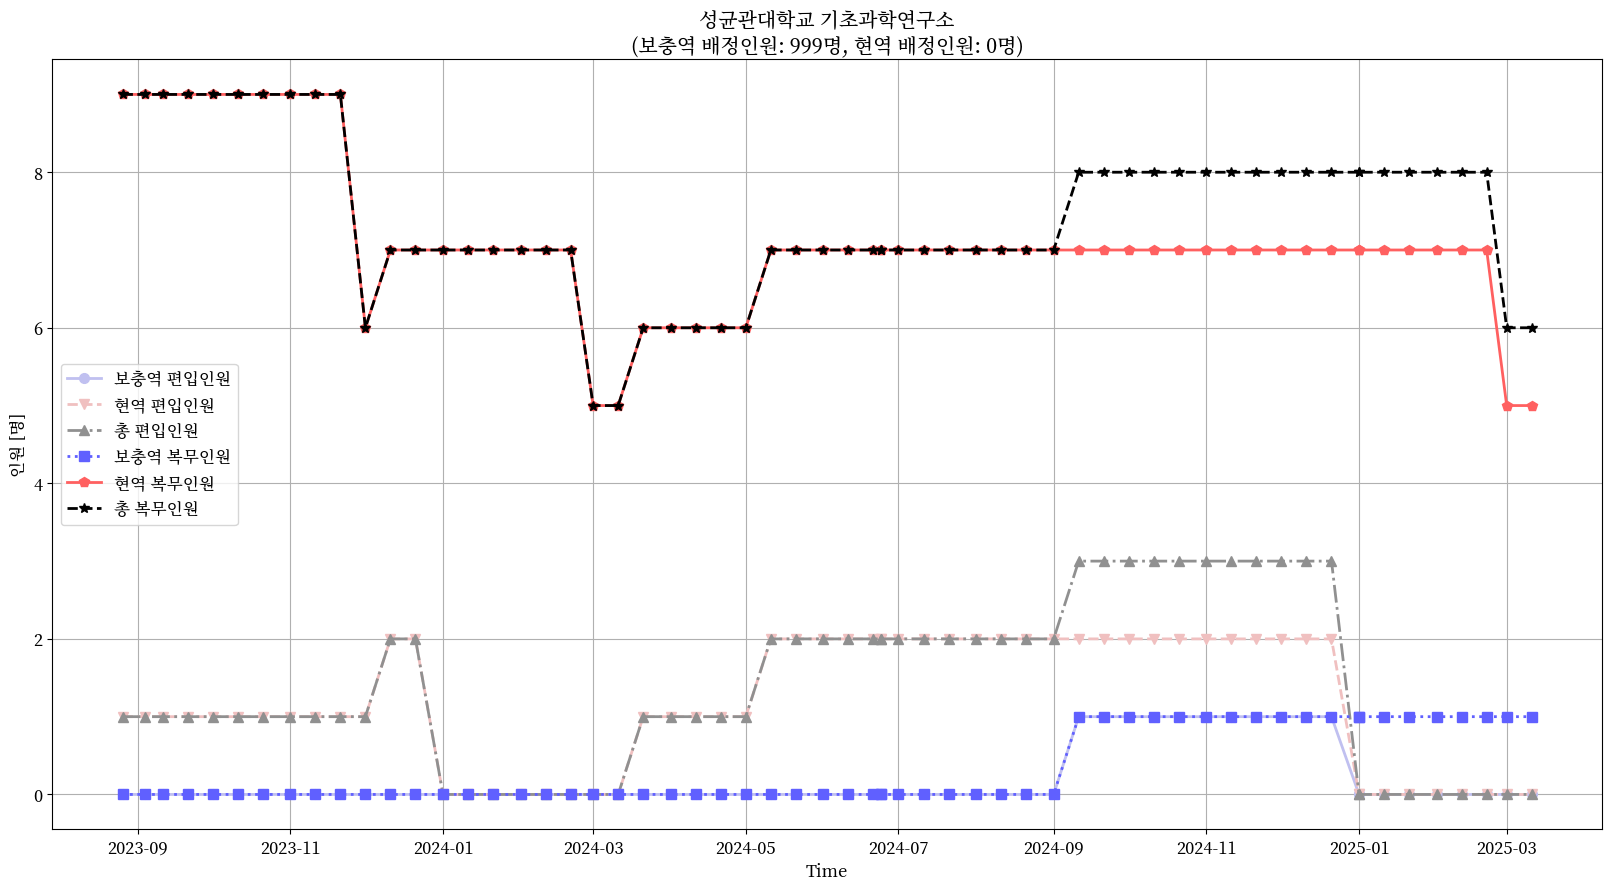 성균관대학교 기초과학연구소
(보충역 배정인원: 999명, 현역 배정인원: 0명)
인원 [명]
8
6
4
2
0
보충역 편입인원
현역 편입인원
총 편입인원
보충역 복무인원
현역 복무인원
총 복무인원
2023-09
2023-11
2024-01
2024-03
2024-05
2024-07
2024-09
2024-11
2025-01
2025-03
Time